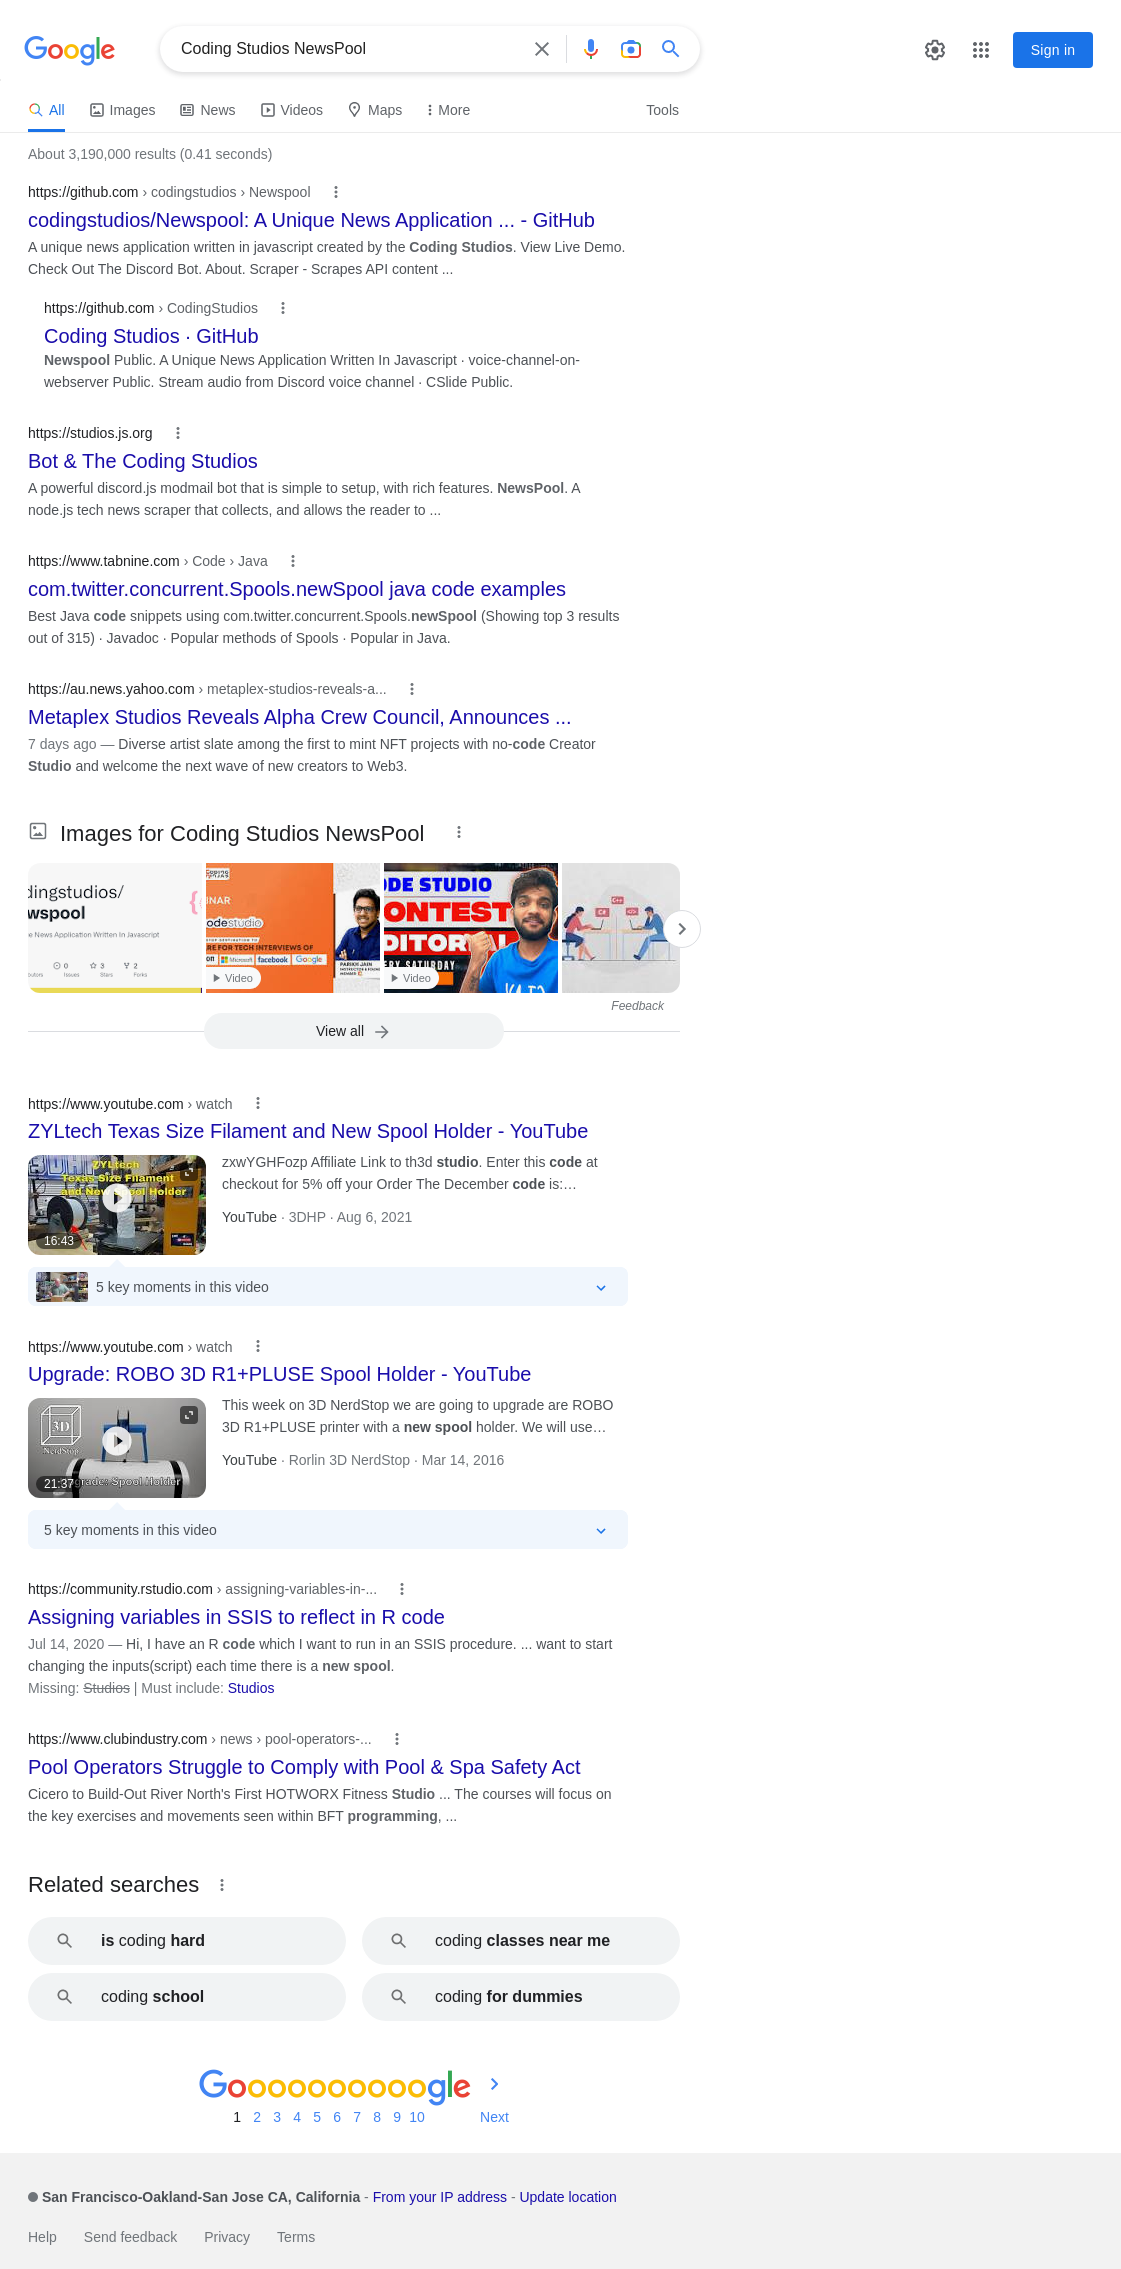 Google
Coding Studios NewsPool
Sign in
All
Images
News
Videos
Maps
More
Tools
About 3,190,000 results (0.41 seconds)
https://github.com › codingstudios › Newspool
codingstudios/Newspool: A Unique News Application ... - GitHub
A unique news application written in javascript created by the Coding Studios. View Live Demo.
Check Out The Discord Bot. About. Scraper - Scrapes API content ...
https://github.com › CodingStudios
Coding Studios · GitHub
Newspool Public. A Unique News Application Written In Javascript · voice-channel-on-
webserver Public. Stream audio from Discord voice channel · CSlide Public.
https://studios.js.org
Bot & The Coding Studios
A powerful discord.js modmail bot that is simple to setup, with rich features. NewsPool. A
node.js tech news scraper that collects, and allows the reader to ...
https://www.tabnine.com › Code › Java
com.twitter.concurrent.Spools.newSpool java code examples
Best Java code snippets using com.twitter.concurrent.Spools.newSpool (Showing top 3 results
out of 315) · Javadoc · Popular methods of Spools · Popular in Java.
https://au.news.yahoo.com › metaplex-studios-reveals-a...
Metaplex Studios Reveals Alpha Crew Council, Announces ...
7 days ago — Diverse artist slate among the first to mint NFT projects with no-code Creator
Studio and welcome the next wave of new creators to Web3.
Images for Coding Studios NewsPool
dingstudios/
wspool
e News Application Written In Javascript
0
Issues
3
Stars
2
Forks
INAR
odestudio
ARE FOR TECH INTERVIEWS OF
on Microsoft facebook Google
PARIKH JAIN
Video
ODE STUDIO
ONTEST
DITORIAL
ERY SATURDAY
Video
C#
C++
</>
Feedback
View all
https://www.youtube.com › watch
ZYLtech Texas Size Filament and New Spool Holder - YouTube
ZYLtech
Texas Size Filament
and New Spool Holder
16:43
zxwYGHFozp Affiliate Link to th3d studio. Enter this code at
checkout for 5% off your Order The December code is:…
YouTube · 3DHP · Aug 6, 2021
5 key moments in this video
https://www.youtube.com › watch
Upgrade: ROBO 3D R1+PLUSE Spool Holder - YouTube
3D
NerdStop
grade: Spool Holder
21:37
This week on 3D NerdStop we are going to upgrade are ROBO
3D R1+PLUSE printer with a new spool holder. We will use…
YouTube · Rorlin 3D NerdStop · Mar 14, 2016
5 key moments in this video
https://community.rstudio.com › assigning-variables-in-...
Assigning variables in SSIS to reflect in R code
Jul 14, 2020 — Hi, I have an R code which I want to run in an SSIS procedure. ... want to start
changing the inputs(script) each time there is a new spool.
Missing: Studios | Must include: Studios
https://www.clubindustry.com › news › pool-operators-...
Pool Operators Struggle to Comply with Pool & Spa Safety Act
Cicero to Build-Out River North's First HOTWORX Fitness Studio ... The courses will focus on
the key exercises and movements seen within BFT programming, ...
Related searches
is coding hard
coding classes near me
coding school
coding for dummies
Goooooooooogle
1 2 3 4 5 6 7 8 9 10 Next
San Francisco-Oakland-San Jose CA, California - From your IP address - Update location
Help
Send feedback
Privacy
Terms